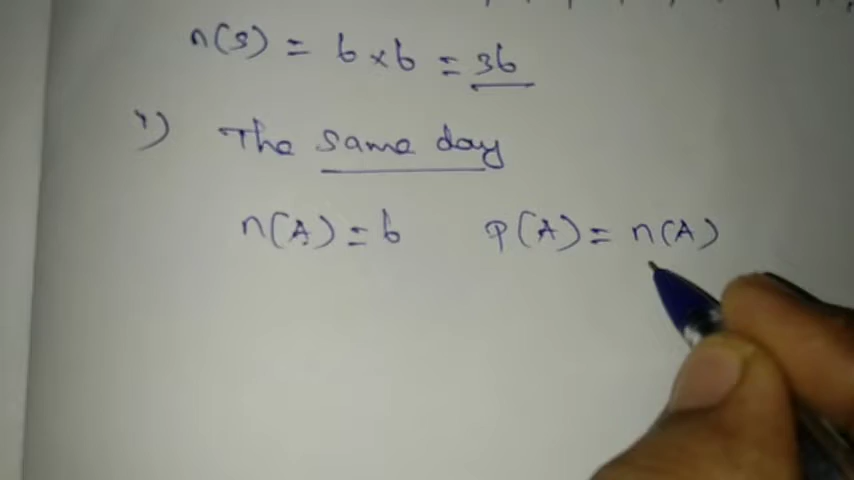 n(S) = 6 × 6 = 36
i) The same day
n(A) = 6 P(A) = n(A)